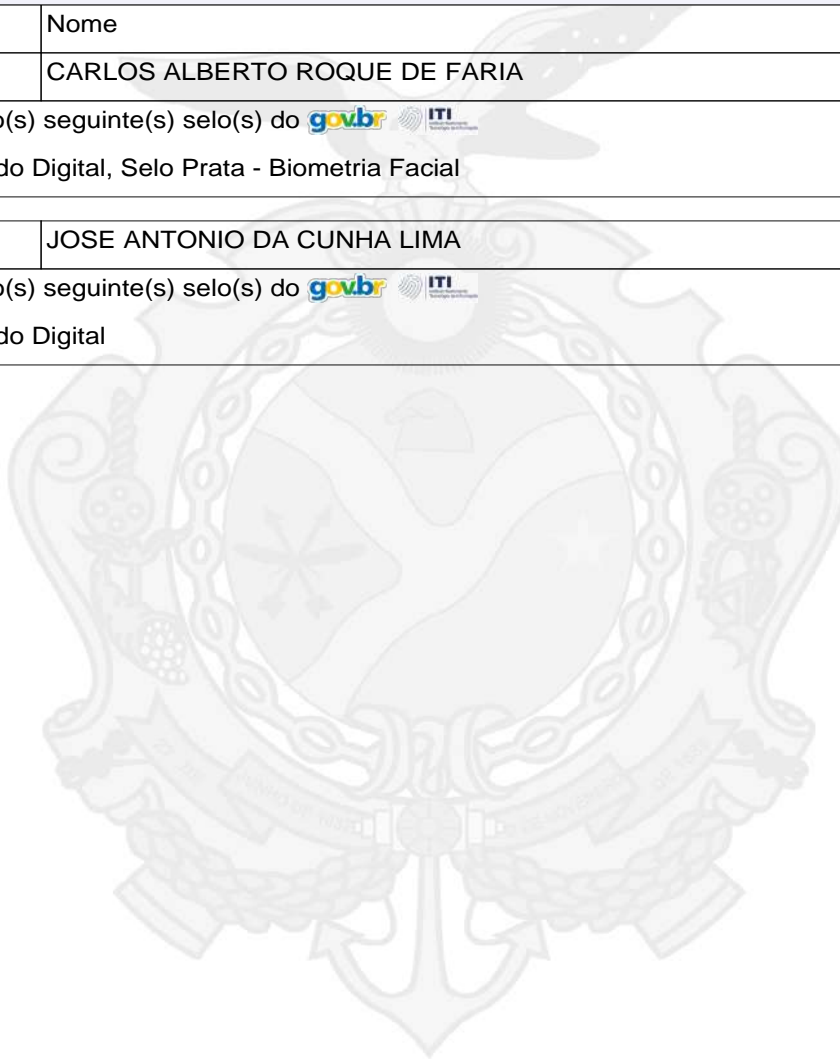 Nome
CARLOS ALBERTO ROQUE DE FARIA
o(s) seguinte(s) selo(s) do gov.br ITI
do Digital, Selo Prata - Biometria Facial
JOSE ANTONIO DA CUNHA LIMA
o(s) seguinte(s) selo(s) do gov.br ITI
do Digital